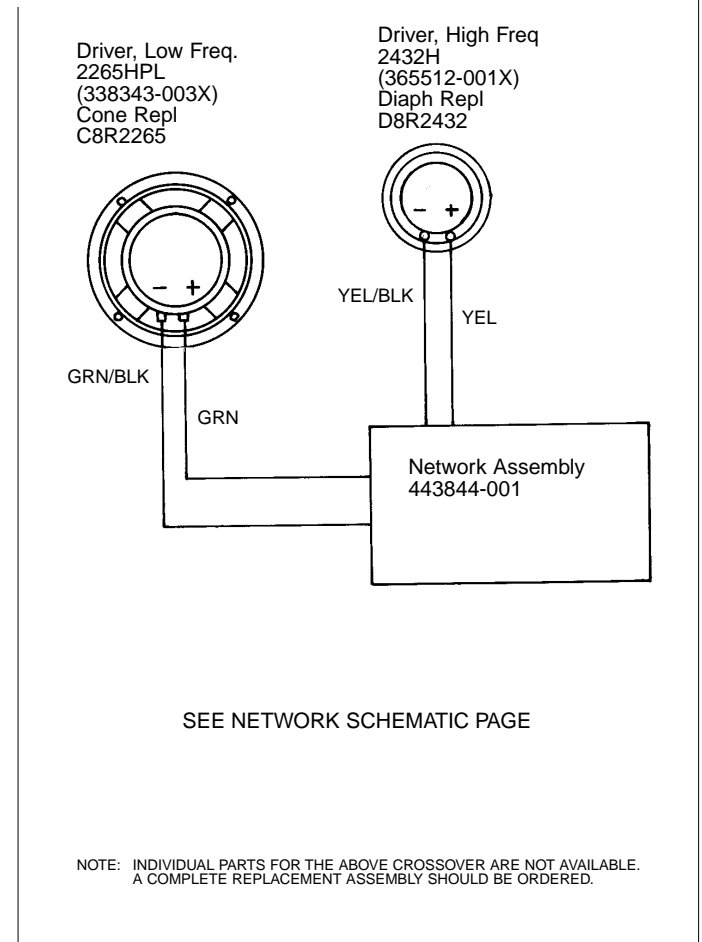 Driver, Low Freq.
2265HPL
(338343-003X)
Cone Repl
C8R2265
Driver, High Freq
2432H
(365512-001X)
Diaph Repl
D8R2432
- +
- +
YEL/BLK
YEL
GRN/BLK
GRN
Network Assembly
443844-001
SEE NETWORK SCHEMATIC PAGE
NOTE: INDIVIDUAL PARTS FOR THE ABOVE CROSSOVER ARE NOT AVAILABLE.
A COMPLETE REPLACEMENT ASSEMBLY SHOULD BE ORDERED.